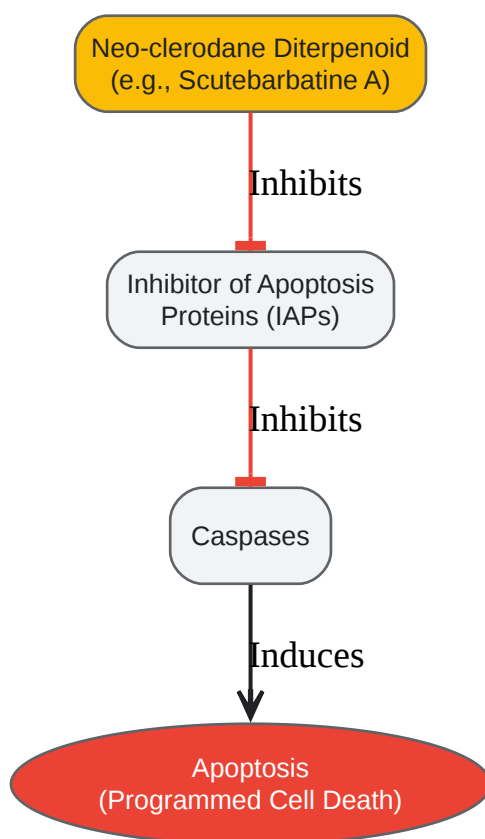 Neo-clerodane Diterpenoid
(e.g., Scutebarbatine A)
Inhibits
Inhibitor of Apoptosis
Proteins (IAPs)
Inhibits
Caspases
Induces
Apoptosis
(Programmed Cell Death)